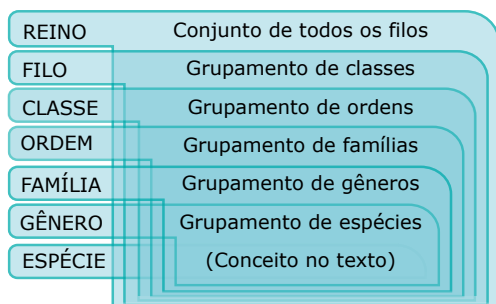 REINO Conjunto de todos os filos
FILO Grupamento de classes
CLASSE Grupamento de ordens
ORDEM Grupamento de famílias
FAMÍLIA Grupamento de gêneros
GÊNERO Grupamento de espécies
ESPÉCIE (Conceito no texto)